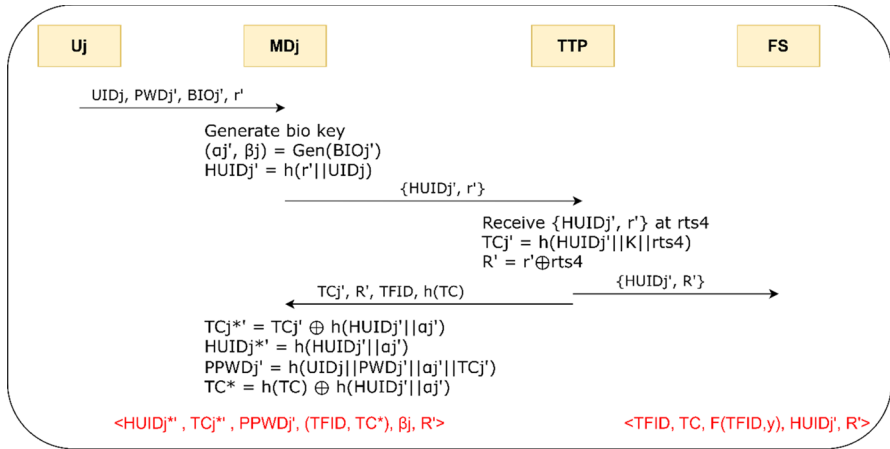 Uj
MDj
TTP
FS
UIDj, PWDj', BIOj', r'
Generate bio key
(αj', βj) = Gen(BIOj')
HUIDj' = h(r'||UIDj)
{HUIDj', r'}
Receive {HUIDj', r'} at rts4
TCj' = h(HUIDj'||K||rts4)
R' = r'⊕rts4
TCj', R', TFID, h(TC)
{HUIDj', R'}
TCj*' = TCj' ⊕ h(HUIDj'||αj')
HUIDj*' = h(HUIDj'||αj')
PPWDj' = h(UIDj||PWDj'||αj'||TCj')
TC* = h(TC) ⊕ h(HUIDj'||αj')
<HUIDj*' , TCj*' , PPWDj', (TFID, TC*), βj, R'>
<TFID, TC, F(TFID,y), HUIDj', R'>